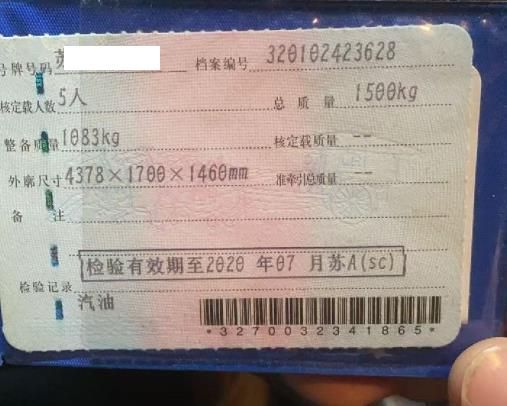 号牌号码 苏 档案编号 320102423628
核定载人数 5人 总质量 1500kg
整备质量 1083kg 核定载质量 --
外廓尺寸 4378×1700×1460mm 准牵引总质量 --
备注
检验有效期至2020 年07 月苏A(sc)
检验记录
汽油
*3270032341865*